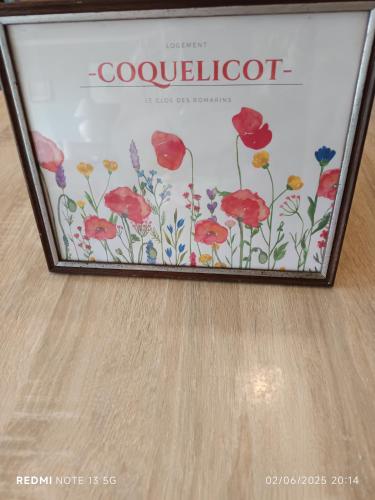 LOGEMENT
-COQUELICOT-
LE CLOS DES ROMARINS
REDMI NOTE 13 5G
02/06/2025 20:14